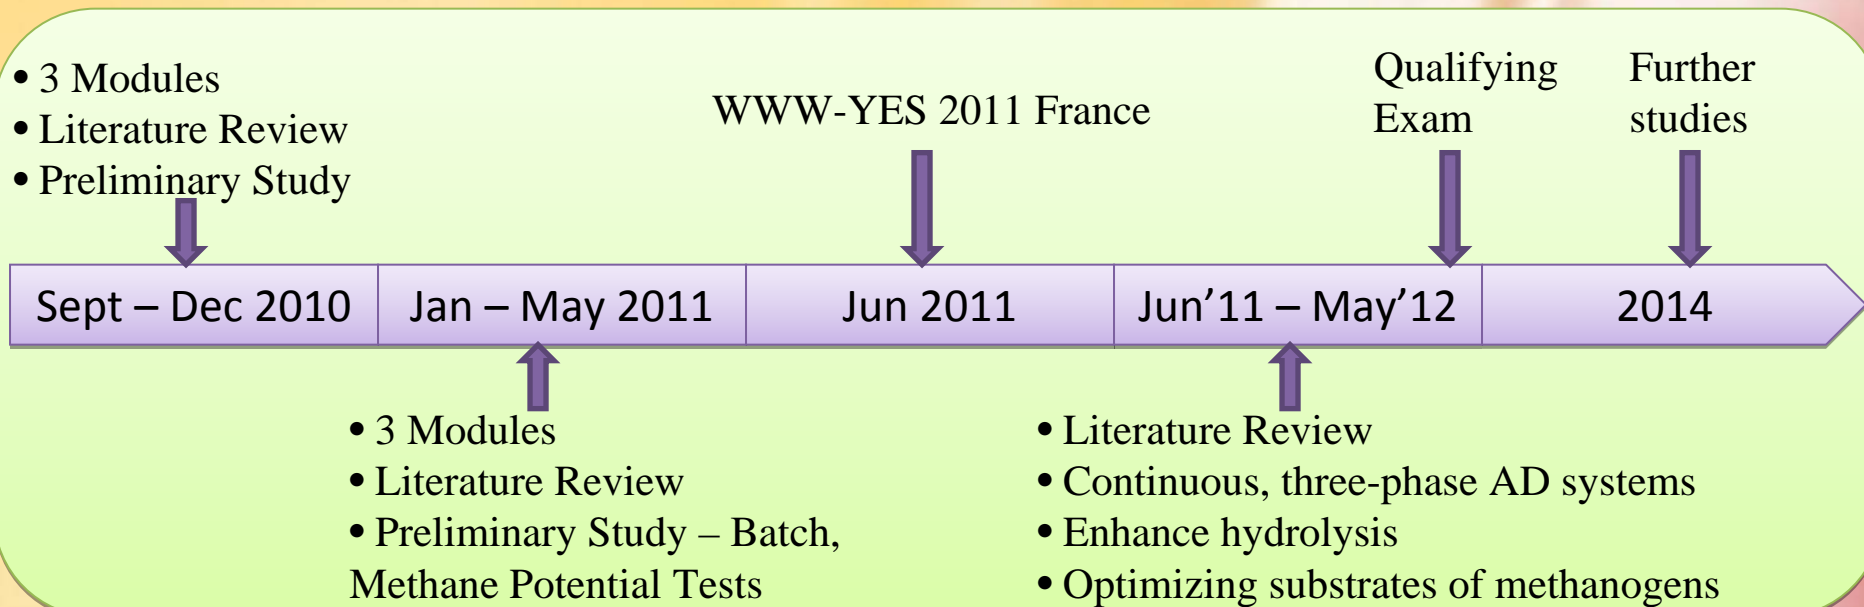 • 3 Modules
• Literature Review
• Preliminary Study
WWW-YES 2011 France
Qualifying
Exam
Further
studies
Sept – Dec 2010
Jan – May 2011
Jun 2011
Jun’11 – May’12
2014
• 3 Modules
• Literature Review
• Preliminary Study – Batch,
Methane Potential Tests
• Literature Review
• Continuous, three-phase AD systems
• Enhance hydrolysis
• Optimizing substrates of methanogens